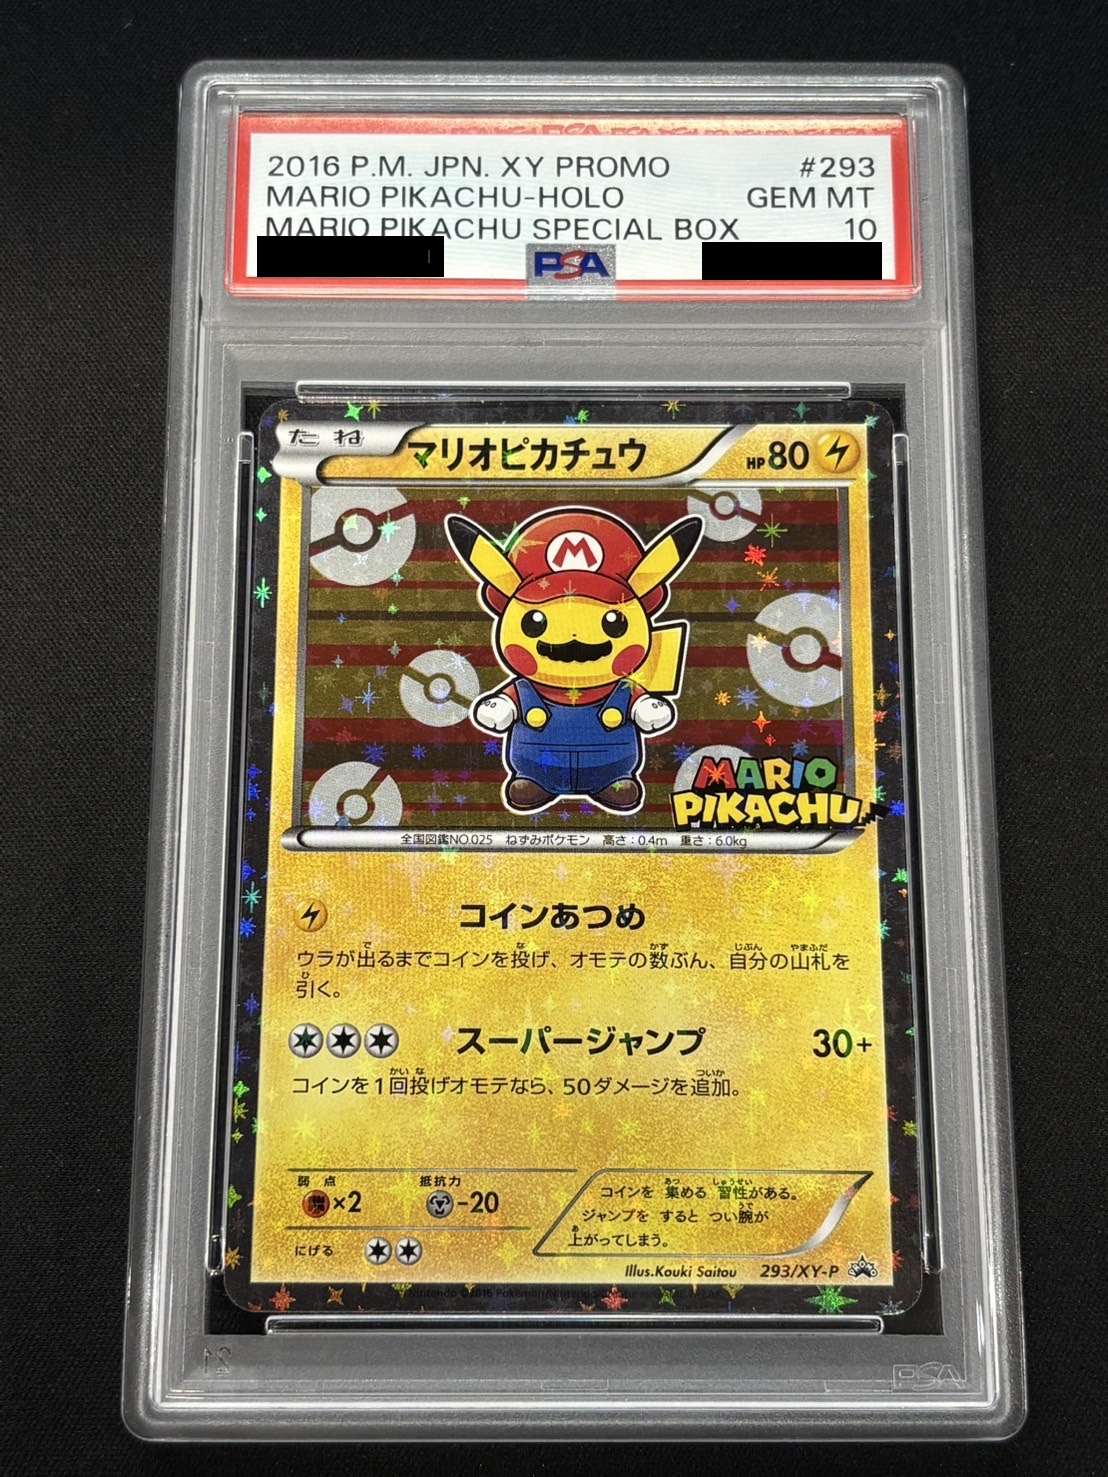 2016 P.M. JPN. XY PROMO #293
MARIO PIKACHU-HOLO GEM MT
MARIO PIKACHU SPECIAL BOX 10
PSA
たね マリオピカチュウ HP80
M
MARIO
PIKACHU
全国図鑑NO.025 ねずみポケモン 高さ:0.4m 重さ:6.0kg
コインあつめ
ウラが出るまでコインを投げ、オモテの数ぶん、自分の山札を
引く。
スーパージャンプ 30+
コインを1回投げオモテなら、50ダメージを追加。
弱点 抵抗力
×2 -20
にげる
コインを 集める 習性がある。
ジャンプを すると つい腕が
上がってしまう。
Illus.Kouki Saitou 293/XY-P
©2016 Pokémon/Nintendo
PSA